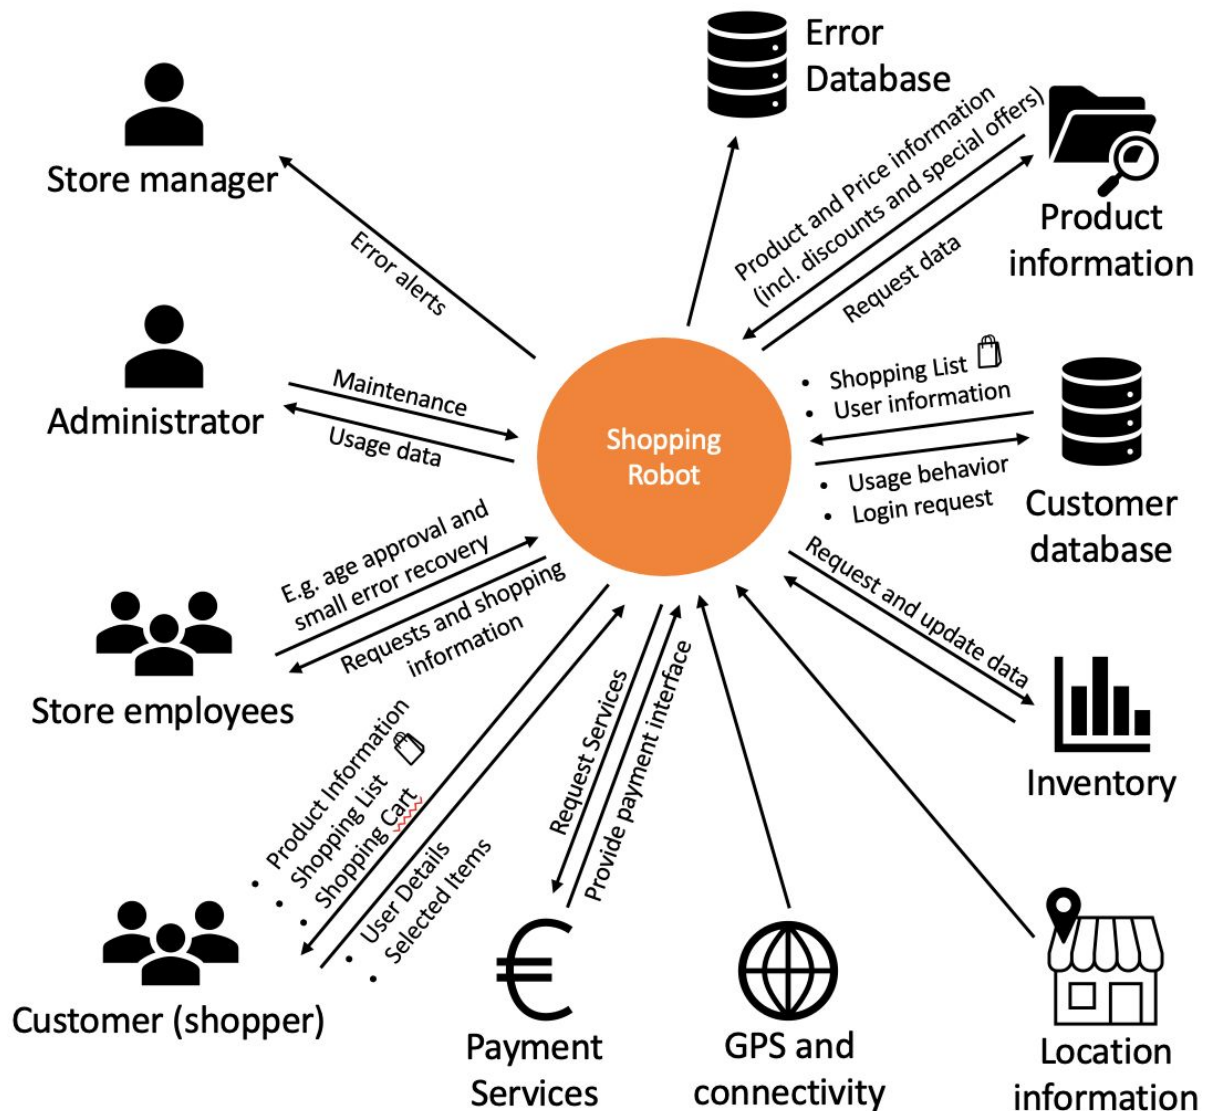 Error
Database
Store manager
Error alerts
Product and Price information
(incl. discounts and special offers)
Request data
Product
information
Administrator
Maintenance
Usage data
Shopping
Robot
• Shopping List
• User information
• Usage behavior
• Login request
Customer
database
E.g. age approval and
small error recovery
Requests and shopping
information
Store employees
Request and update data
Inventory
• Product Information
• Shopping List
• Shopping Cart
• User Details
• Selected Items
Customer (shopper)
Request Services
Provide payment interface
Payment
Services
GPS and
connectivity
Location
information